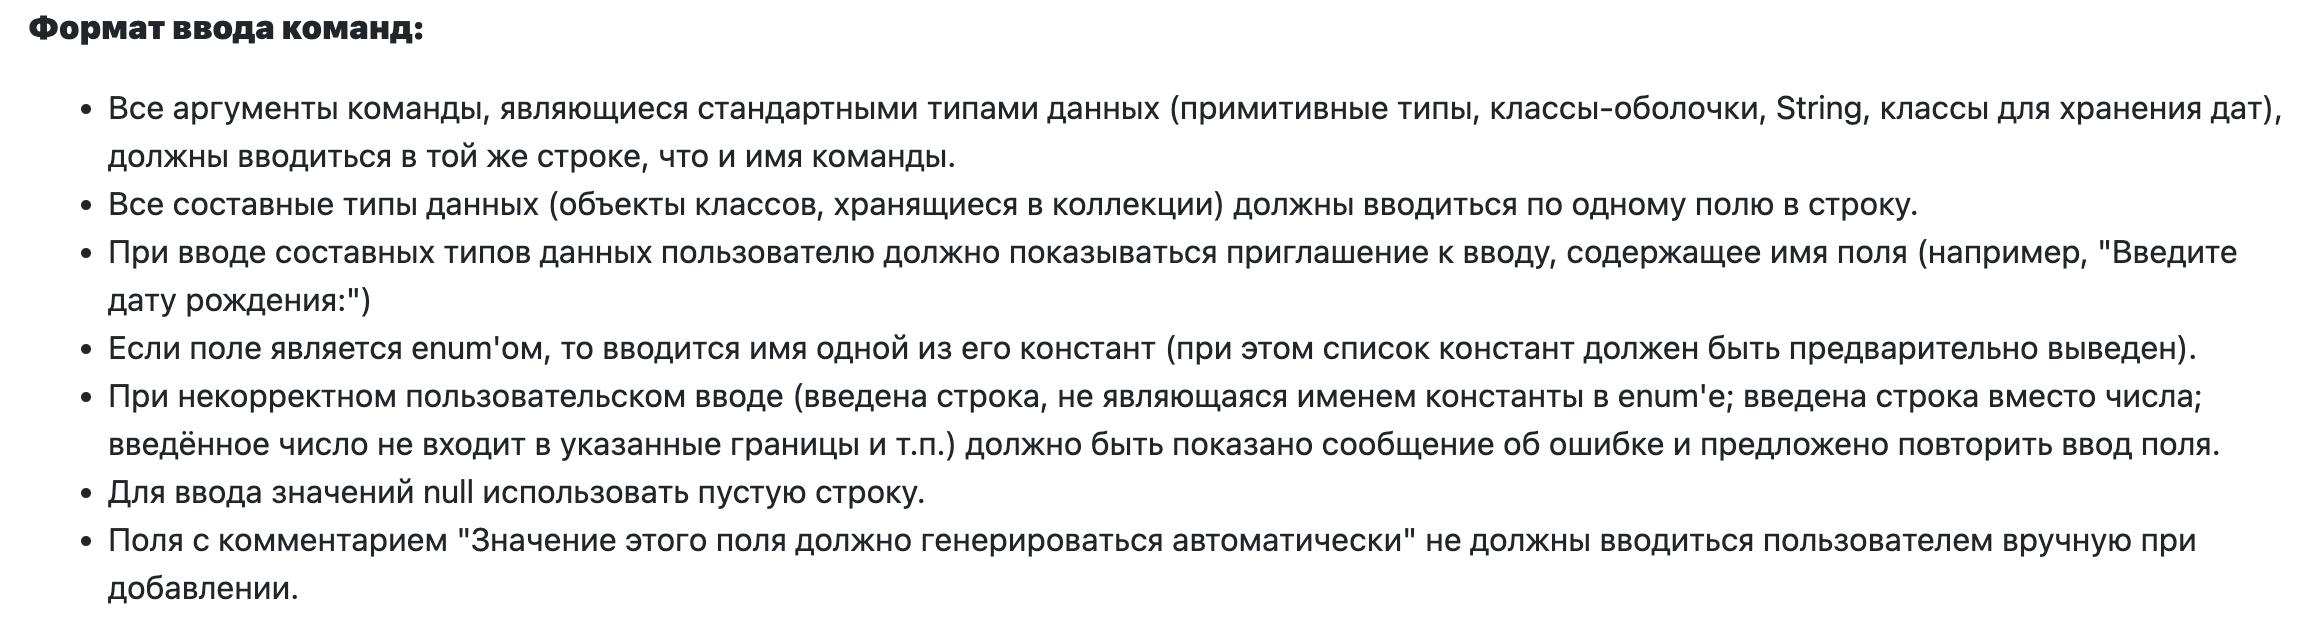 Формат ввода команд:
• Все аргументы команды, являющиеся стандартными типами данных (примитивные типы, классы-оболочки, String, классы для хранения дат),
должны вводиться в той же строке, что и имя команды.
• Все составные типы данных (объекты классов, хранящиеся в коллекции) должны вводиться по одному полю в строку.
• При вводе составных типов данных пользователю должно показываться приглашение к вводу, содержащее имя поля (например, "Введите
дату рождения:")
• Если поле является enum'ом, то вводится имя одной из его констант (при этом список констант должен быть предварительно выведен).
• При некорректном пользовательском вводе (введена строка, не являющаяся именем константы в enum'е; введена строка вместо числа;
введённое число не входит в указанные границы и т.п.) должно быть показано сообщение об ошибке и предложено повторить ввод поля.
• Для ввода значений null использовать пустую строку.
• Поля с комментарием "Значение этого поля должно генерироваться автоматически" не должны вводиться пользователем вручную при
добавлении.